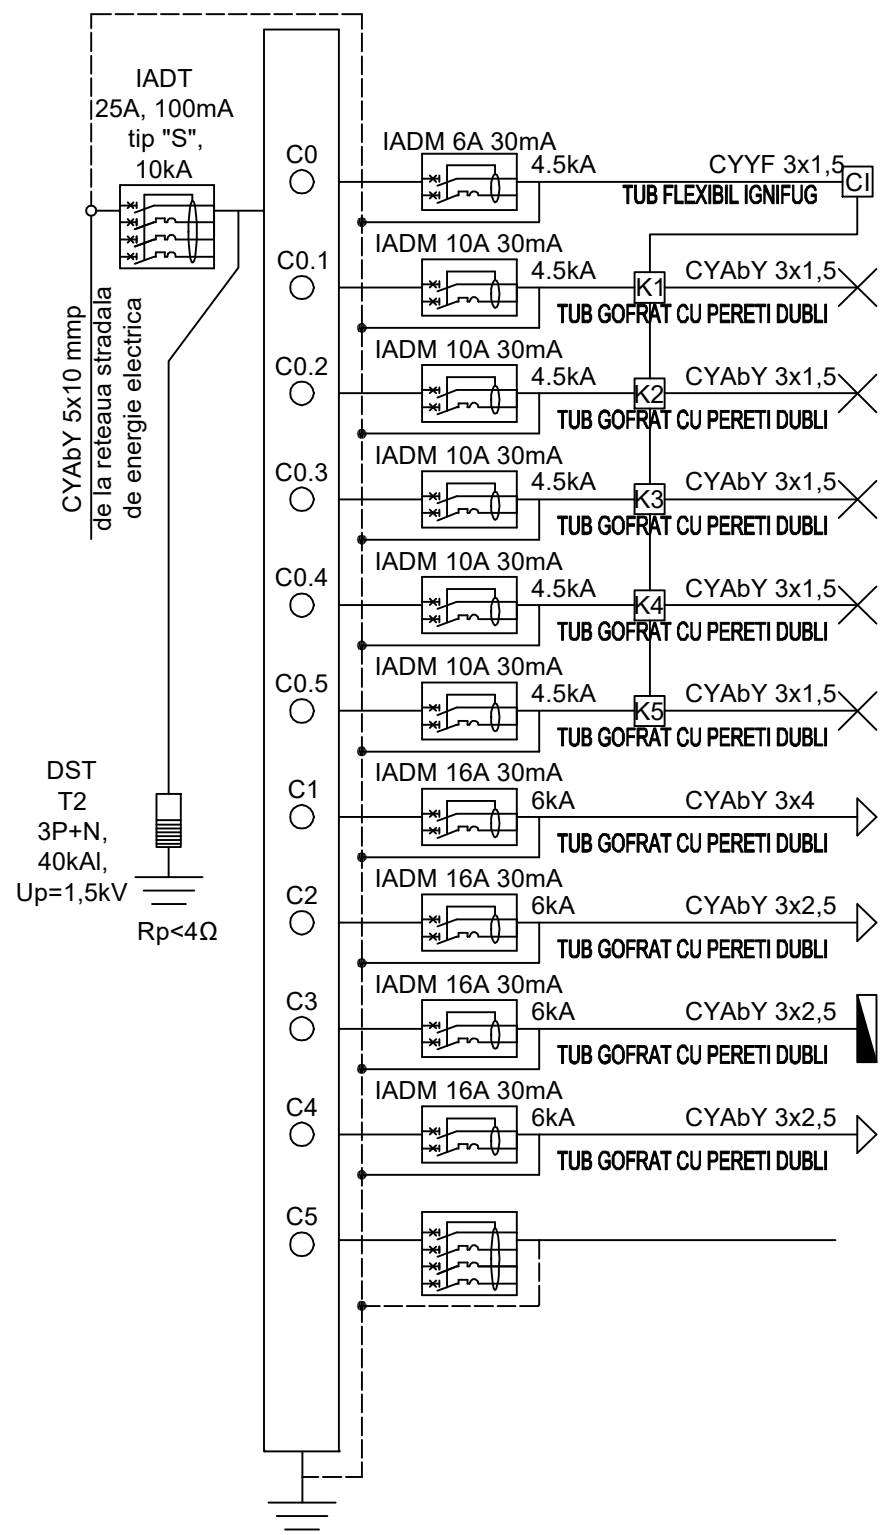 IADT
25A, 100mA
tip "S",
10kA
CYAbY 5x10 mmp
de la reteaua stradala
de energie electrica
DST
T2
3P+N,
40kAI,
Up=1,5kV
Rp<4Ω
C0
IADM 6A 30mA
4.5kA
CYYF 3x1,5
CI
TUB FLEXIBIL IGNIFUG
C0.1
IADM 10A 30mA
4.5kA
K1
CYAbY 3x1,5
TUB GOFRAT CU PERETI DUBLI
C0.2
IADM 10A 30mA
4.5kA
K2
CYAbY 3x1,5
TUB GOFRAT CU PERETI DUBLI
C0.3
IADM 10A 30mA
4.5kA
K3
CYAbY 3x1,5
TUB GOFRAT CU PERETI DUBLI
C0.4
IADM 10A 30mA
4.5kA
K4
CYAbY 3x1,5
TUB GOFRAT CU PERETI DUBLI
C0.5
IADM 10A 30mA
4.5kA
K5
CYAbY 3x1,5
TUB GOFRAT CU PERETI DUBLI
C1
IADM 16A 30mA
6kA
CYAbY 3x4
TUB GOFRAT CU PERETI DUBLI
C2
IADM 16A 30mA
6kA
CYAbY 3x2,5
TUB GOFRAT CU PERETI DUBLI
C3
IADM 16A 30mA
6kA
CYAbY 3x2,5
TUB GOFRAT CU PERETI DUBLI
C4
IADM 16A 30mA
6kA
CYAbY 3x2,5
TUB GOFRAT CU PERETI DUBLI
C5